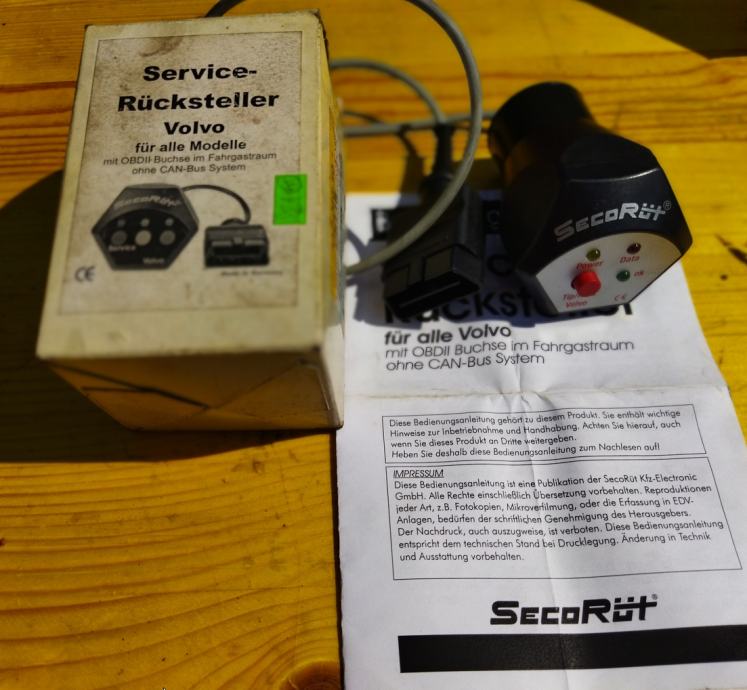 Service-
Rücksteller
Volvo
für alle Modelle
mit OBDII-Buchse im Fahrgastraum
ohne CAN-Bus System
SECORÜT®
Service
Volvo
CE
Made in Germany
SECORÜT®
Power
Data
ok
Volvo
CE
Rücksteller
für alle Volvo
mit OBDII Buchse im Fahrgastraum
ohne CAN-Bus System
Diese Bedienungsanleitung gehört zu diesem Produkt. Sie enthält wichtige
Hinweise zur Inbetriebnahme und Handhabung. Achten Sie hierauf, auch
wenn Sie dieses Produkt an Dritte weitergeben.
Heben Sie deshalb diese Bedienungsanleitung zum Nachlesen auf!
IMPRESSUM
Diese Bedienungsanleitung ist eine Publikation der SecoRüt Kfz-Electronic
GmbH. Alle Rechte einschließlich Übersetzung vorbehalten. Reproduktionen
jeder Art, z.B. Fotokopien, Mikroverfilmung, oder die Erfassung in EDV-
Anlagen, bedürfen der schriftlichen Genehmigung des Herausgebers.
Der Nachdruck, auch auszugweise, ist verboten. Diese Bedienungsanleitung
entspricht dem technischen Stand bei Drucklegung. Änderung in Technik
und Ausstattung vorbehalten.
SECORÜT®